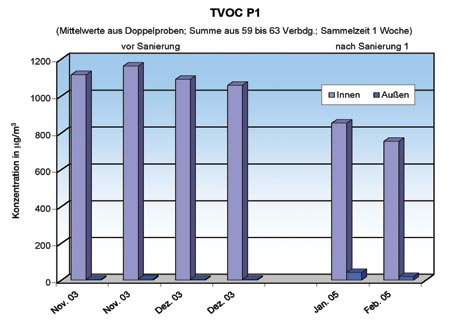 TVOC P1
(Mittelwerte aus Doppelproben; Summe aus 59 bis 63 Verbdg.; Sammelzeit 1 Woche)
vor Sanierung
nach Sanierung 1
Konzentration in µg/m³
1200
1000
800
600
400
200
0
Innen
Außen
Nov. 03
Nov. 03
Dez. 03
Dez. 03
Jan. 05
Feb. 05